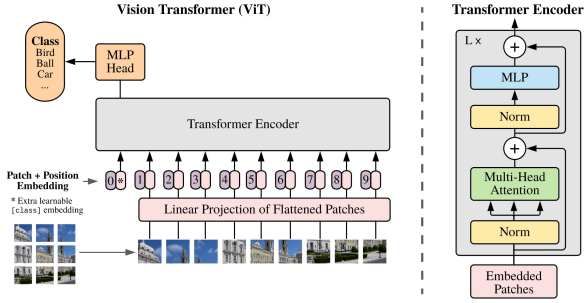 Vision Transformer (ViT)
Class
Bird
Ball
Car
...
MLP
Head
Transformer Encoder
Patch + Position
Embedding
0 * 1 2 3 4 5 6 7 8 9
* Extra learnable
[class] embedding
Linear Projection of Flattened Patches
Transformer Encoder
L ×
+
MLP
Norm
+
Multi-Head
Attention
Norm
Embedded
Patches